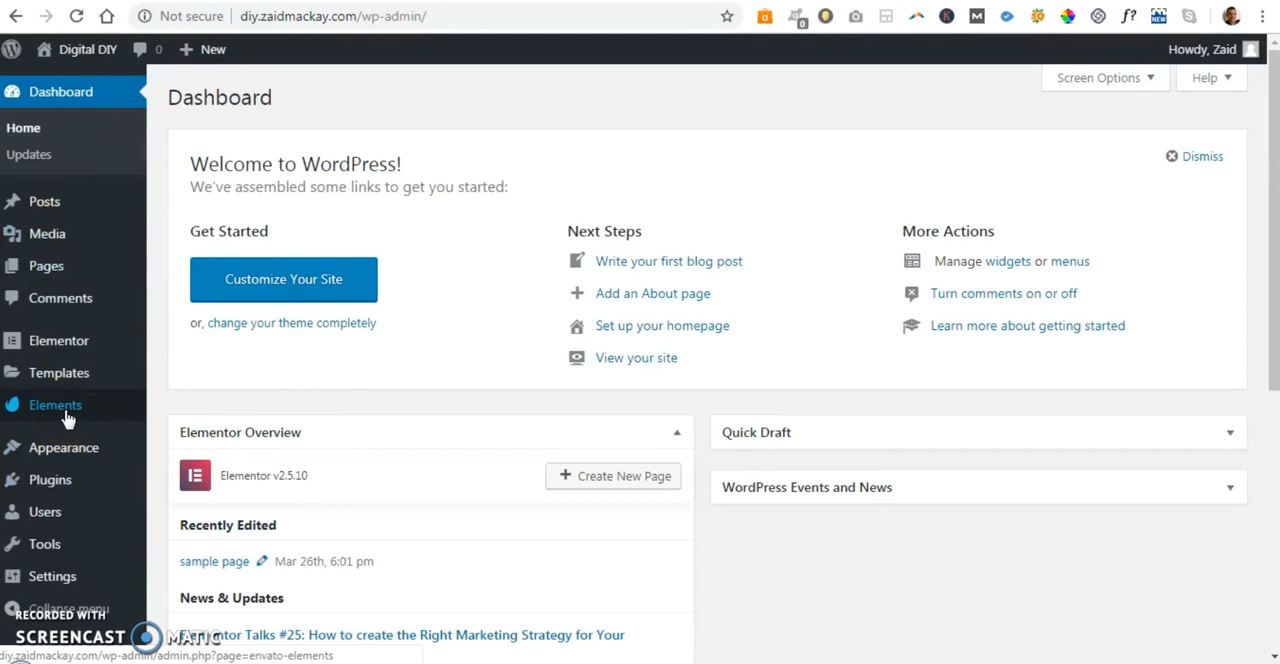 Not secure | diy.zaidmackay.com/wp-admin/
Digital DIY 0 + New Howdy, Zaid
Dashboard
Home
Updates
Posts
Media
Pages
Comments
Elementor
Templates
Elements
Appearance
Plugins
Users
Tools
Settings
Collapse menu
RECORDED WITH
SCREENCAST MATIC
diy.zaidmackay.com/wp-admin/admin.php?page=envato-elements
Screen Options Help
Dashboard
Welcome to WordPress!
We've assembled some links to get you started:
Dismiss
Get Started
Customize Your Site
or, change your theme completely
Next Steps
Write your first blog post
Add an About page
Set up your homepage
View your site
More Actions
Manage widgets or menus
Turn comments on or off
Learn more about getting started
Elementor Overview
Elementor v2.5.10
+ Create New Page
Recently Edited
sample page Mar 26th, 6:01 pm
News & Updates
Elementor Talks #25: How to create the Right Marketing Strategy for Your
Quick Draft
WordPress Events and News